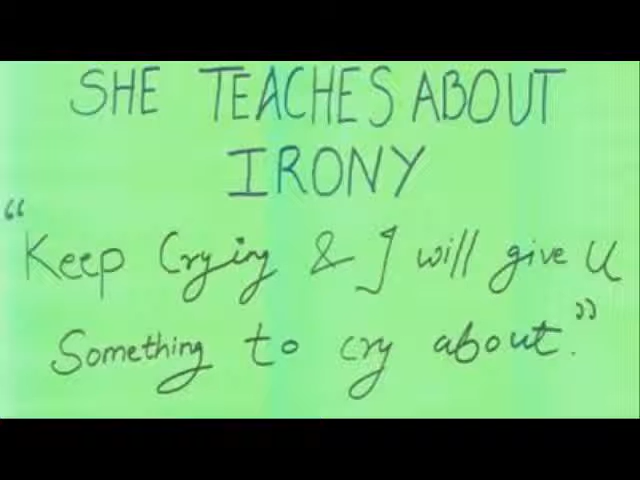 SHE TEACHES ABOUT
IRONY
“Keep Crying & I will give U
Something to cry about.”